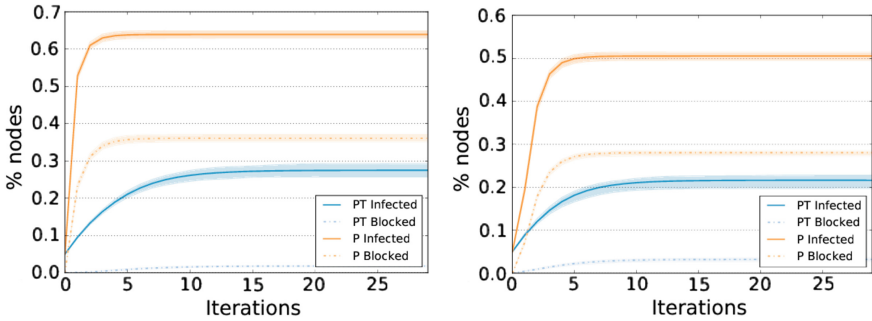 0.7
0.6
0.5
0.4
0.3
0.2
0.1
0.0
% nodes
0 5 10 15 20 25
Iterations
PT Infected
PT Blocked
P Infected
P Blocked
0.6
0.5
0.4
0.3
0.2
0.1
0.0
% nodes
0 5 10 15 20 25
Iterations
PT Infected
PT Blocked
P Infected
P Blocked